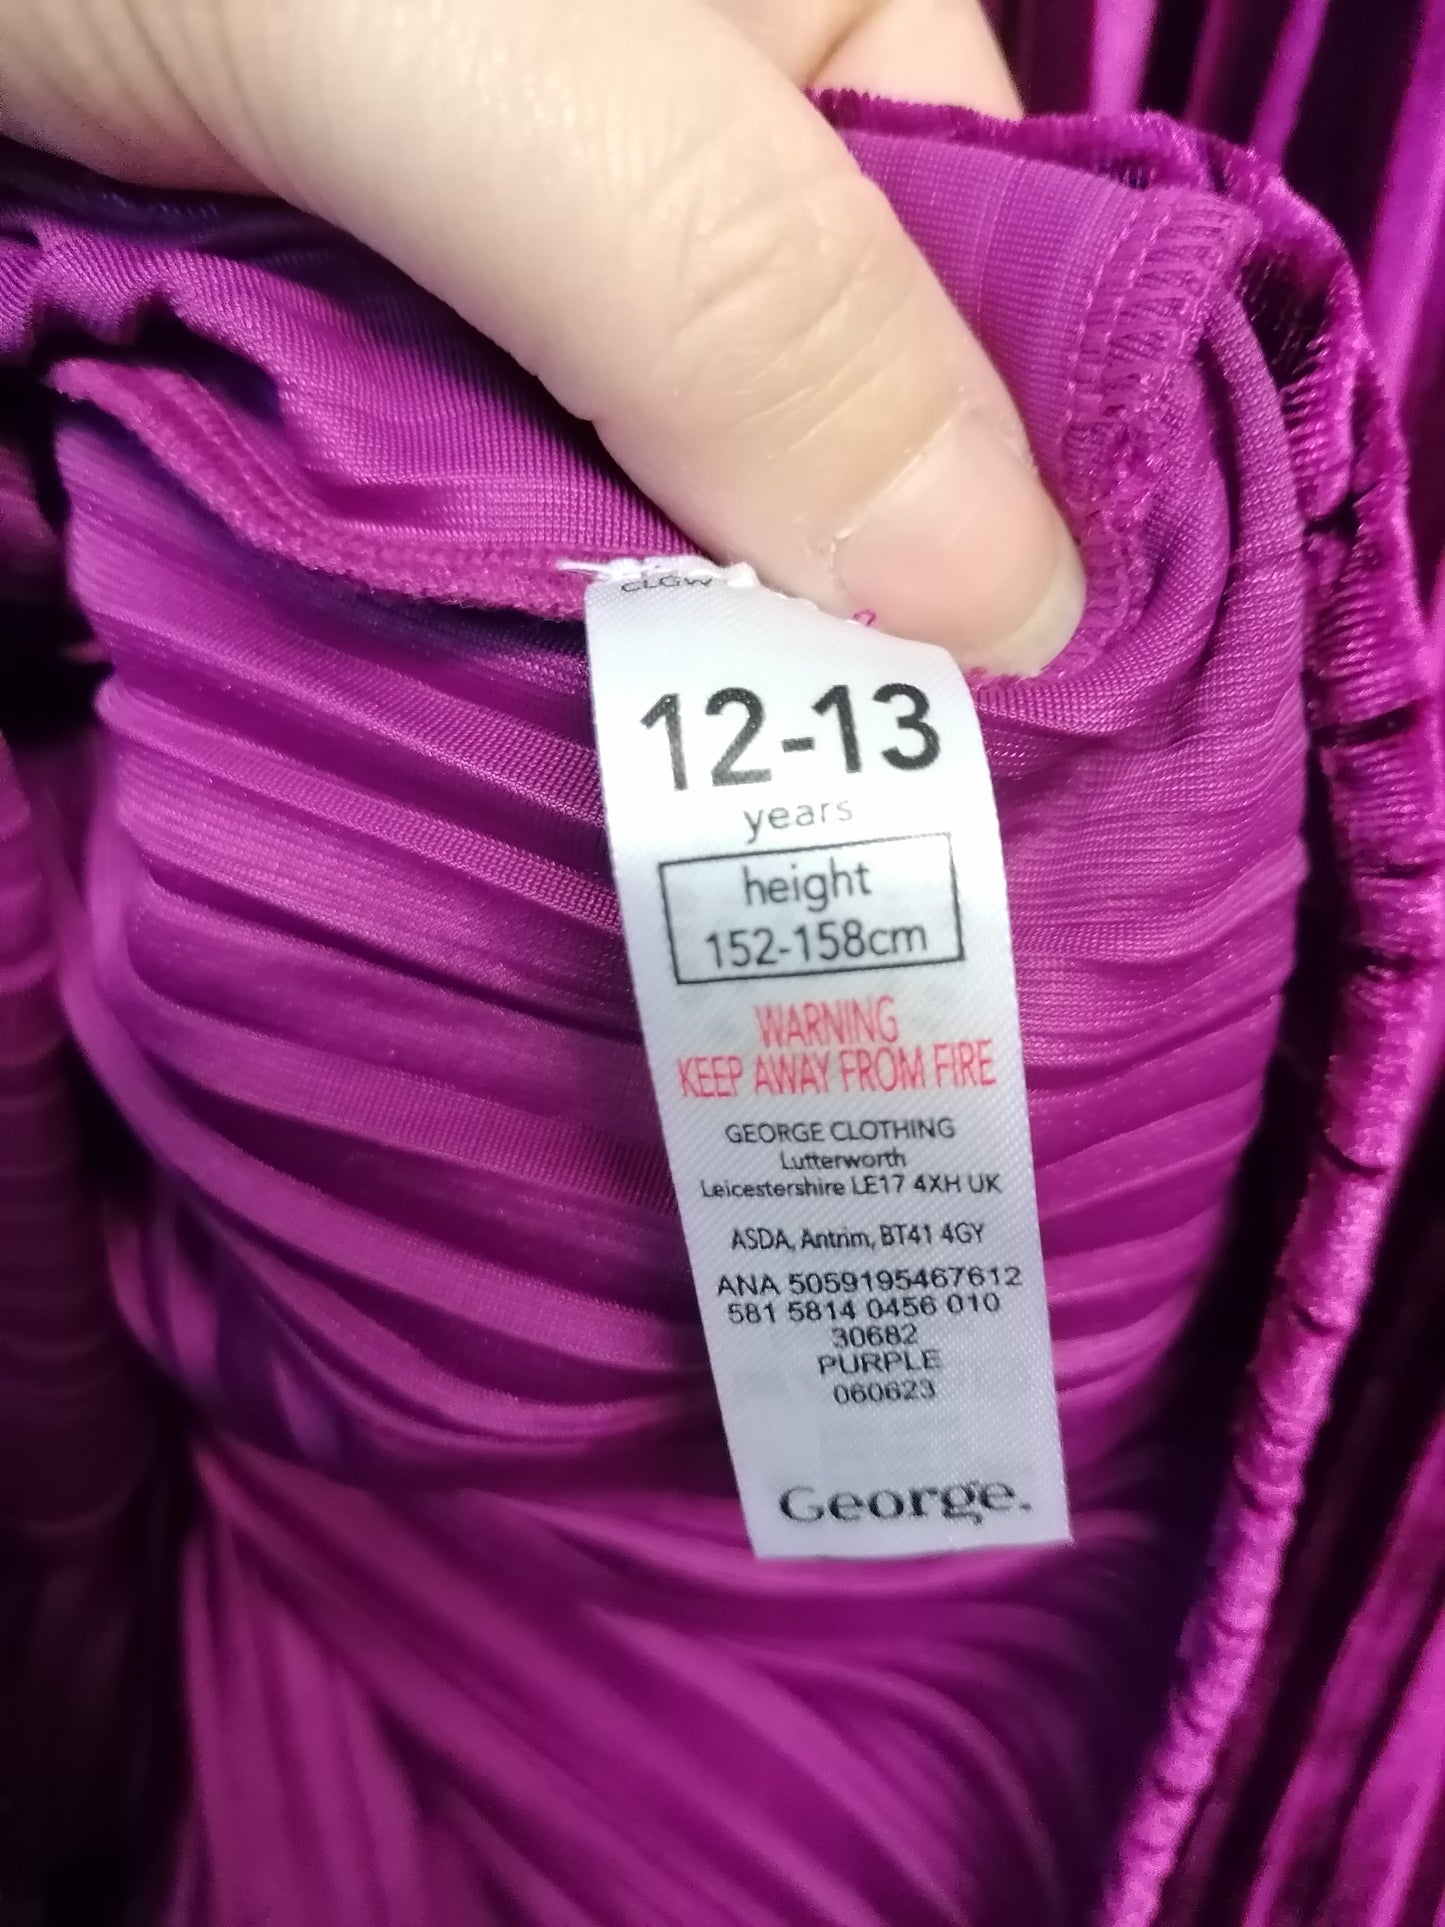 CLGW
12-13
years
height
152-158cm
WARNING
KEEP AWAY FROM FIRE
GEORGE CLOTHING
Lutterworth
Leicestershire LE17 4XH UK
ASDA, Antrim, BT41 4GY
ANA 5059195467612
581 5814 0456 010
30682
PURPLE
060623
George.